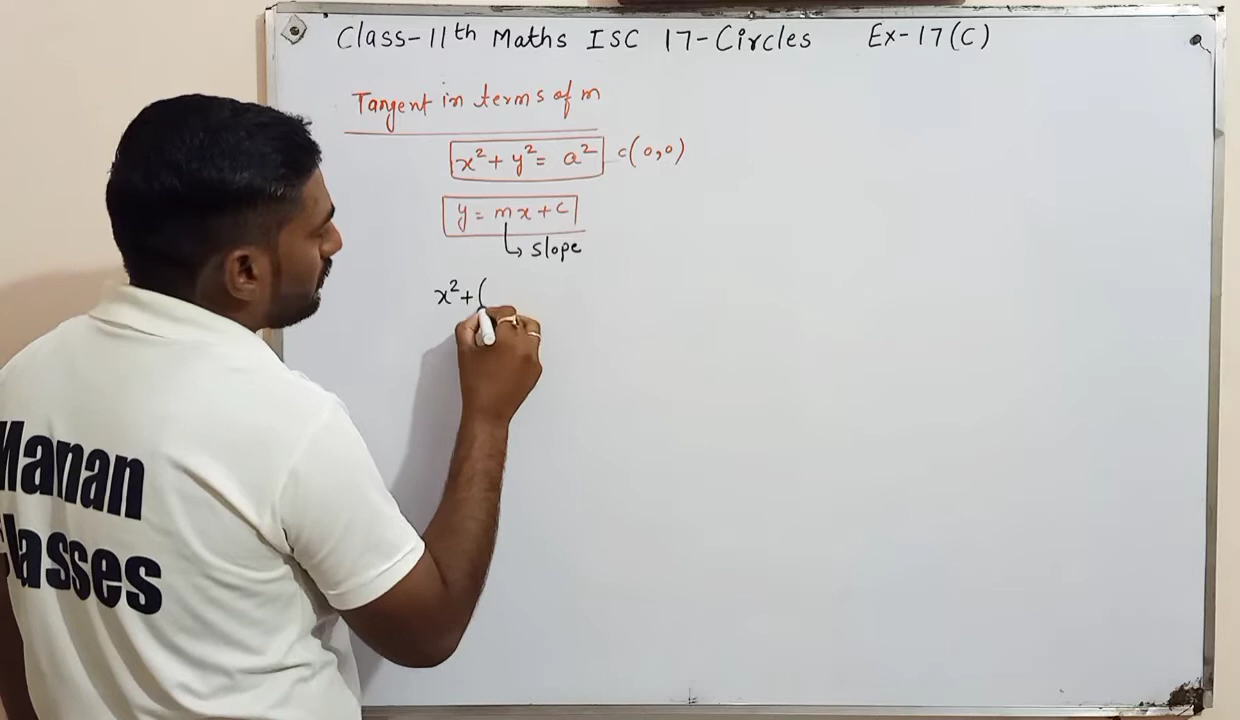 Class-11th Maths ISC 17-Circles Ex-17(C)
Tangent in terms of m
x²+y²= a² c(0,0)
y = mx+c
↳ slope
x²+(
Manan
Classes